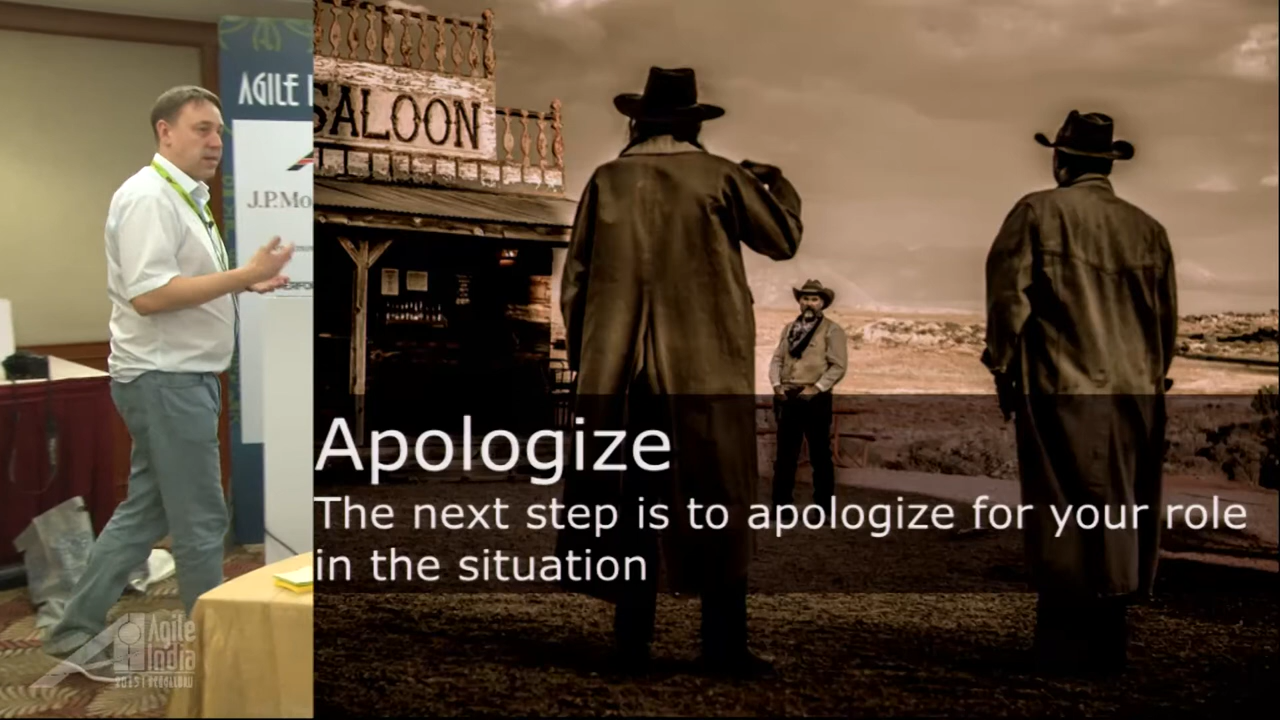 AGILE I
J.P.Mo
SALOON
Apologize
The next step is to apologize for your role
in the situation
Agile
India